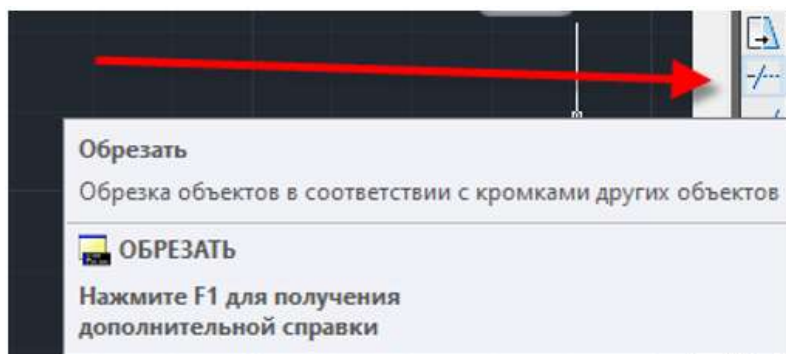 Обрезать
Обрезка объектов в соответствии с кромками других объектов
ОБРЕЗАТЬ
Нажмите F1 для получения
дополнительной справки